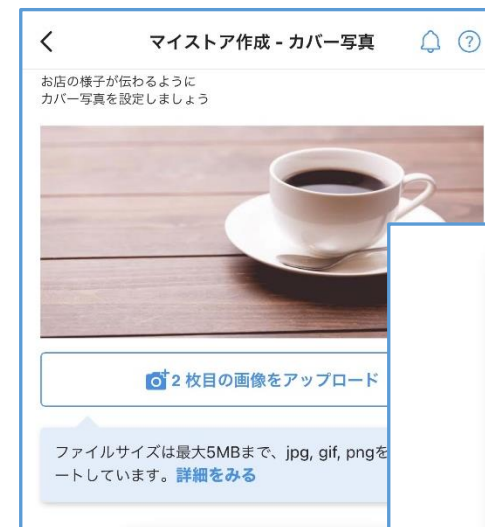 マイストア作成 - カバー写真
お店の様子が伝わるように
カバー写真を設定しましょう
2 枚目の画像をアップロード
ファイルサイズは最大5MBまで、jpg, gif, pngを
ートしています。詳細をみる